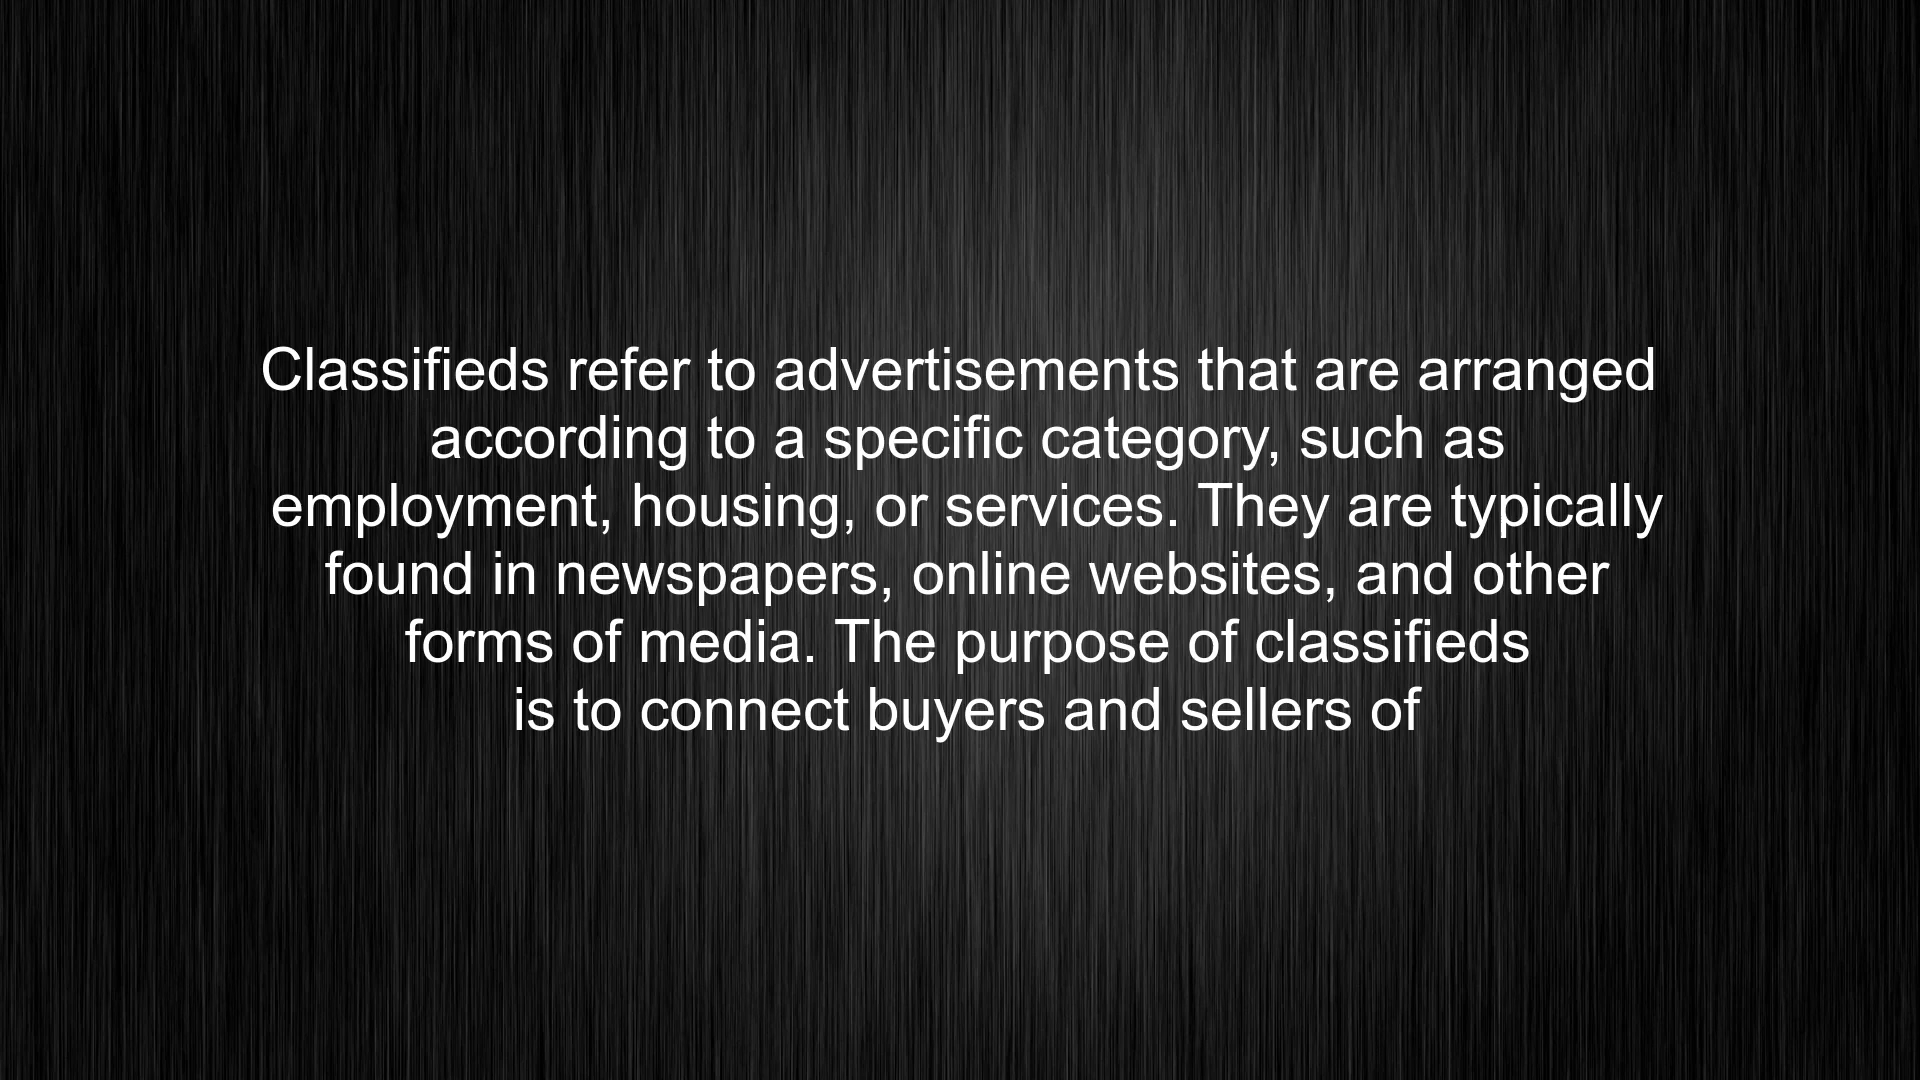 Classifieds refer to advertisements that are arranged
according to a specific category, such as
employment, housing, or services. They are typically
found in newspapers, online websites, and other
forms of media. The purpose of classifieds
is to connect buyers and sellers of